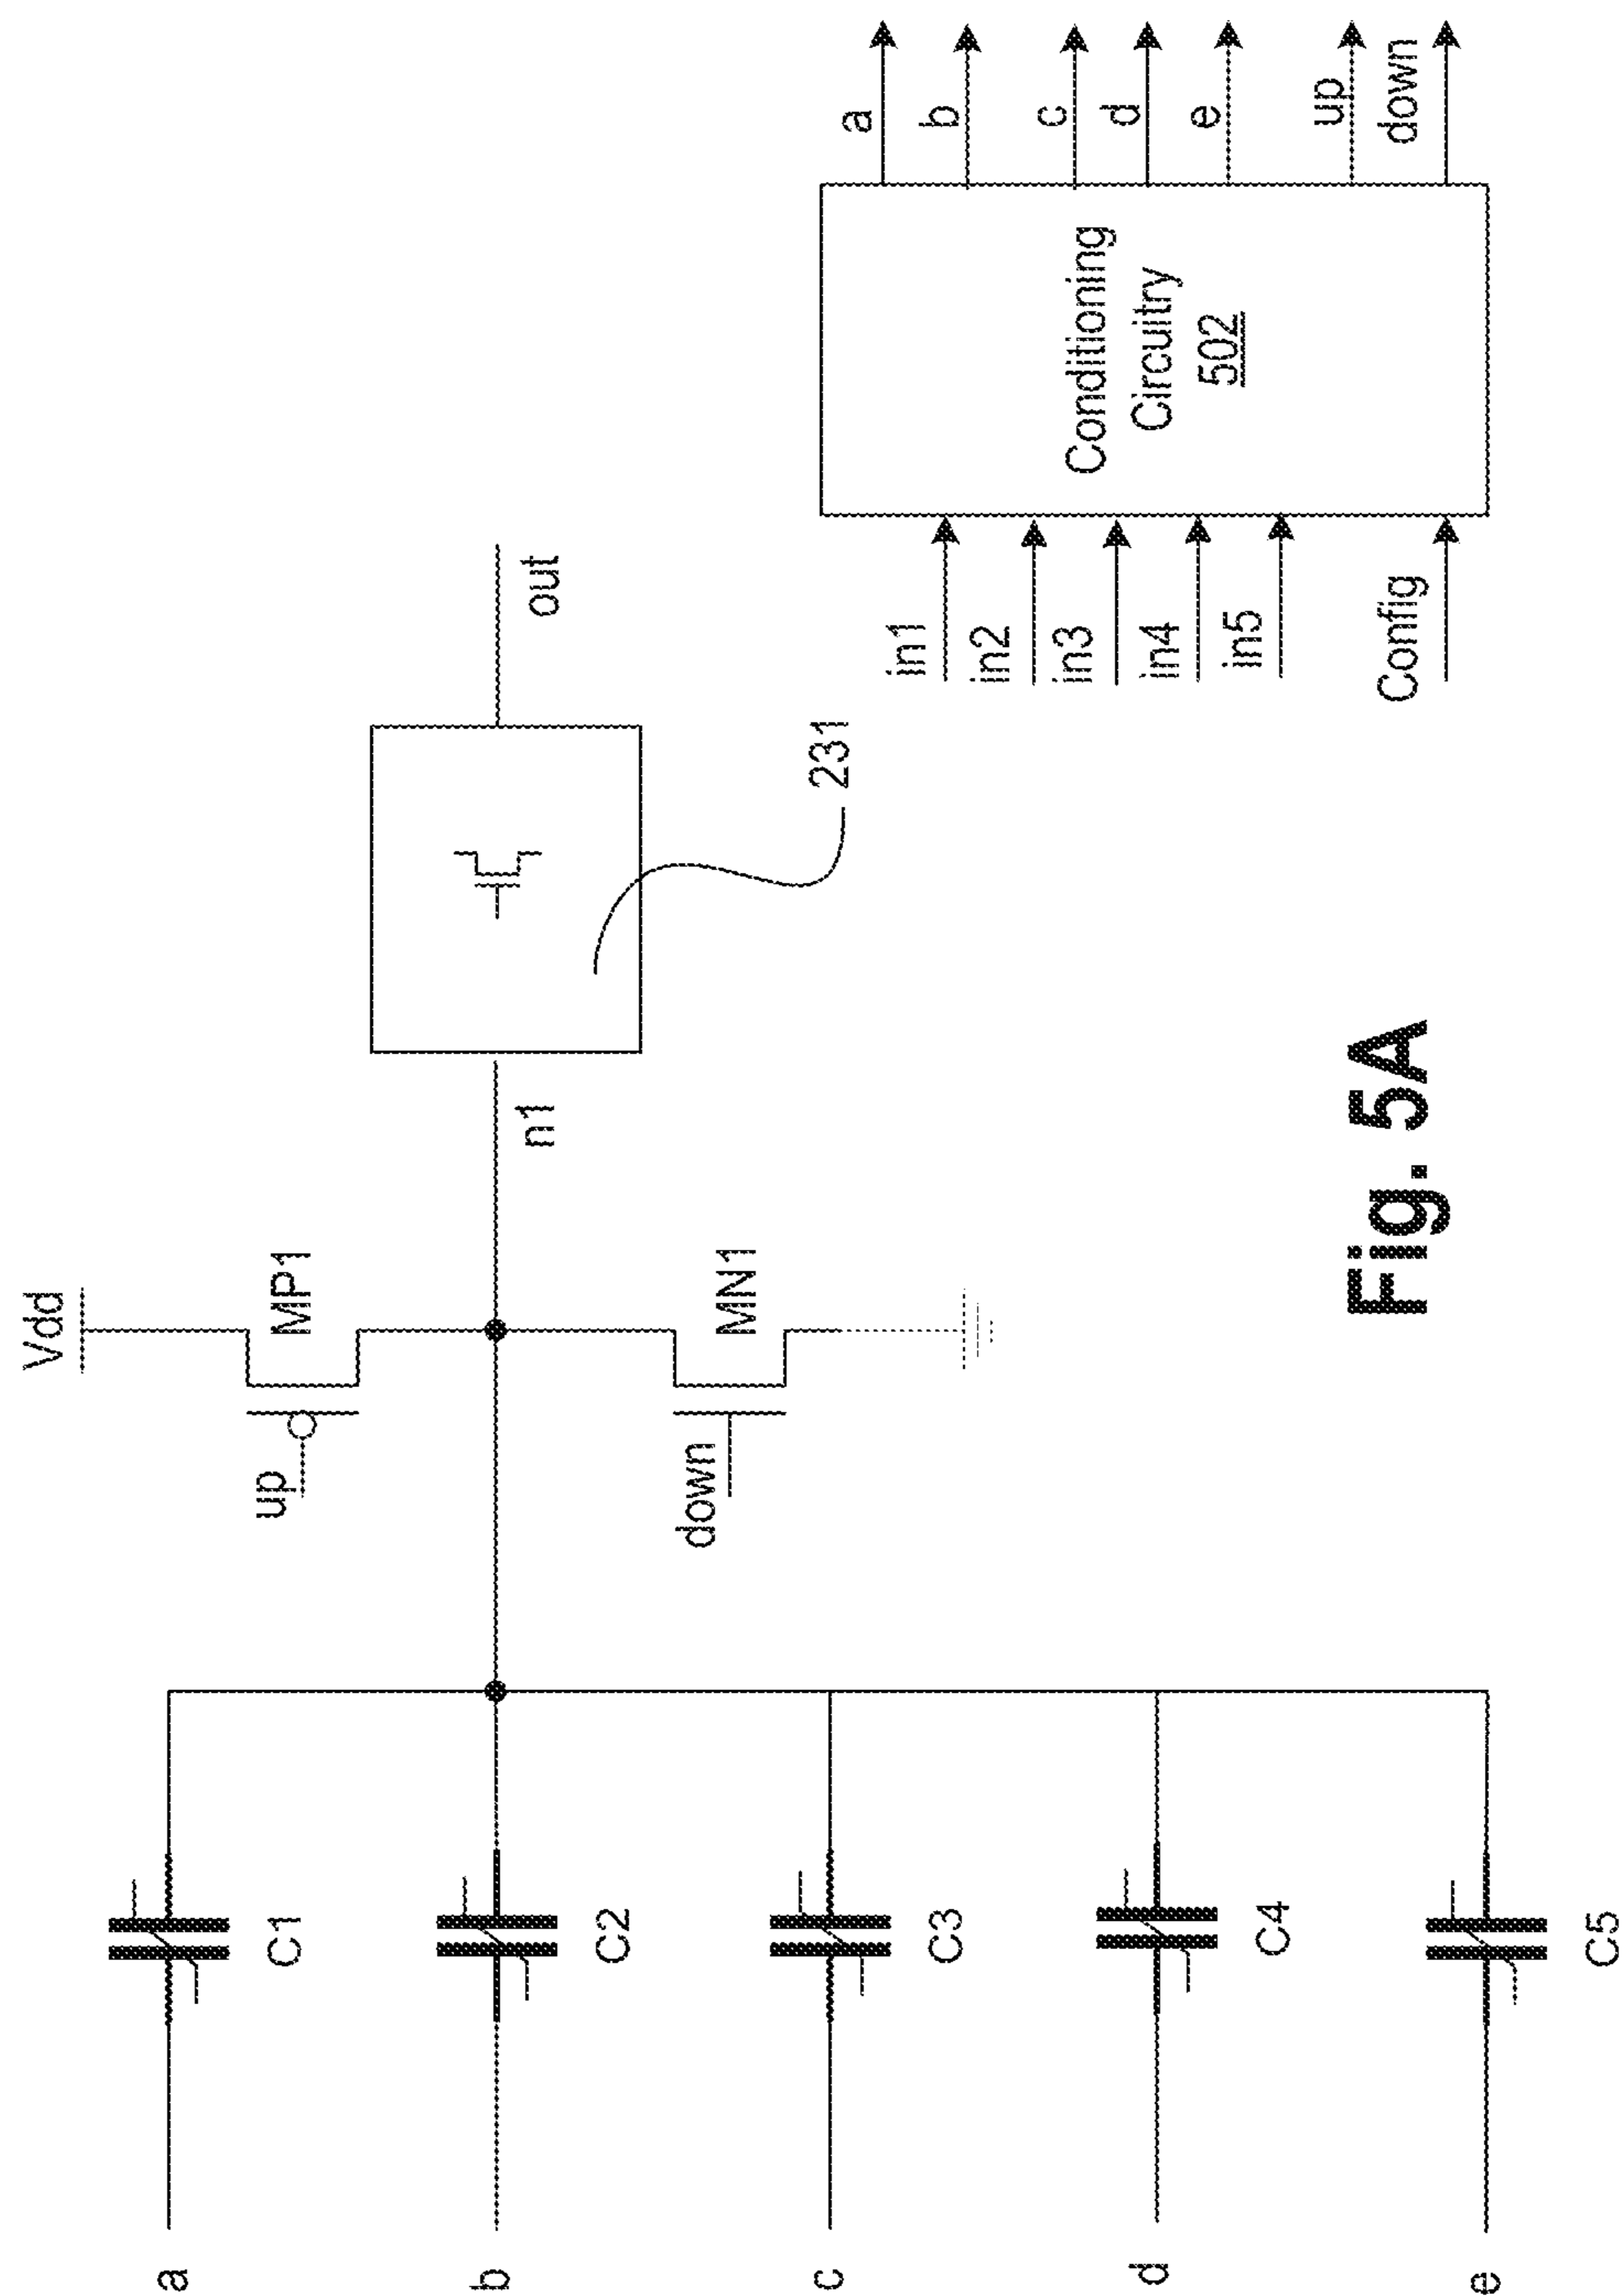 a
C1
b
C2
c
C3
d
C4
e
C5
Vdd
up
MP1
down
MN1
n1
231
out
in1
in2
in3
in4
in5
Config
Conditioning
Circuitry
502
a
b
c
d
e
up
down
Fig. 5A